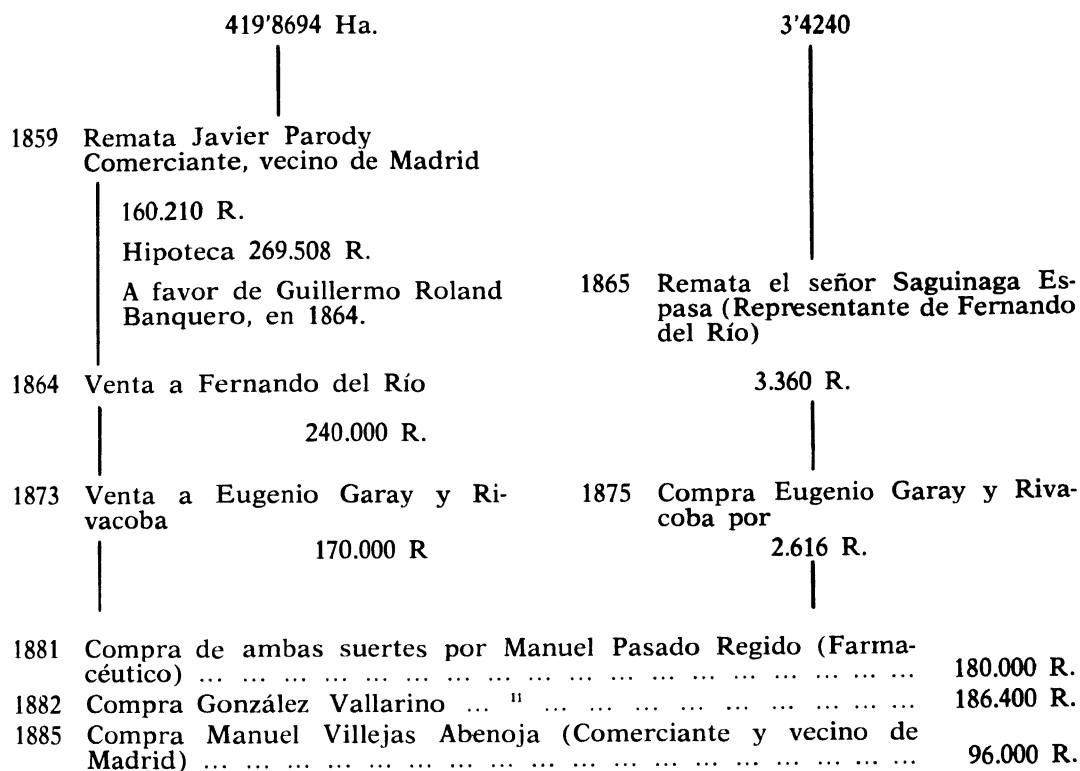 419'8694 Ha.
3'4240
1859 Remata Javier Parody
Comerciante, vecino de Madrid
160.210 R.
Hipoteca 269.508 R.
A favor de Guillermo Roland
Banquero, en 1864.
1865 Remata el señor Saguinaga Es-
pasa (Representante de Fernando
del Río)
1864 Venta a Fernando del Río
240.000 R.
3.360 R.
1873 Venta a Eugenio Garay y Ri-
vacoba
170.000 R
1875 Compra Eugenio Garay y Riva-
coba por
2.616 R.
1881 Compra de ambas suertes por Manuel Pasado Regido (Farma-
céutico) ... ... ... ... ... ... ... ... ... ... ... ... ... ... ... ... ... ... 180.000 R.
1882 Compra González Vallarino ... 11 ... ... ... ... ... ... ... ... ... 186.400 R.
1885 Compra Manuel Villejas Abenoja (Comerciante y vecino de
Madrid) ... ... ... ... ... ... ... ... ... ... ... ... ... ... ... ... ... ... 96.000 R.